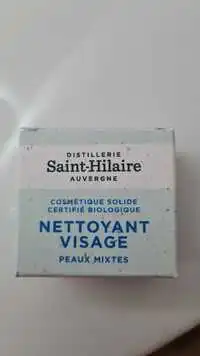 DISTILLERIE
Saint-Hilaire
AUVERGNE
COSMÉTIQUE SOLIDE
CERTIFIÉ BIOLOGIQUE
NETTOYANT
VISAGE
PEAUX MIXTES